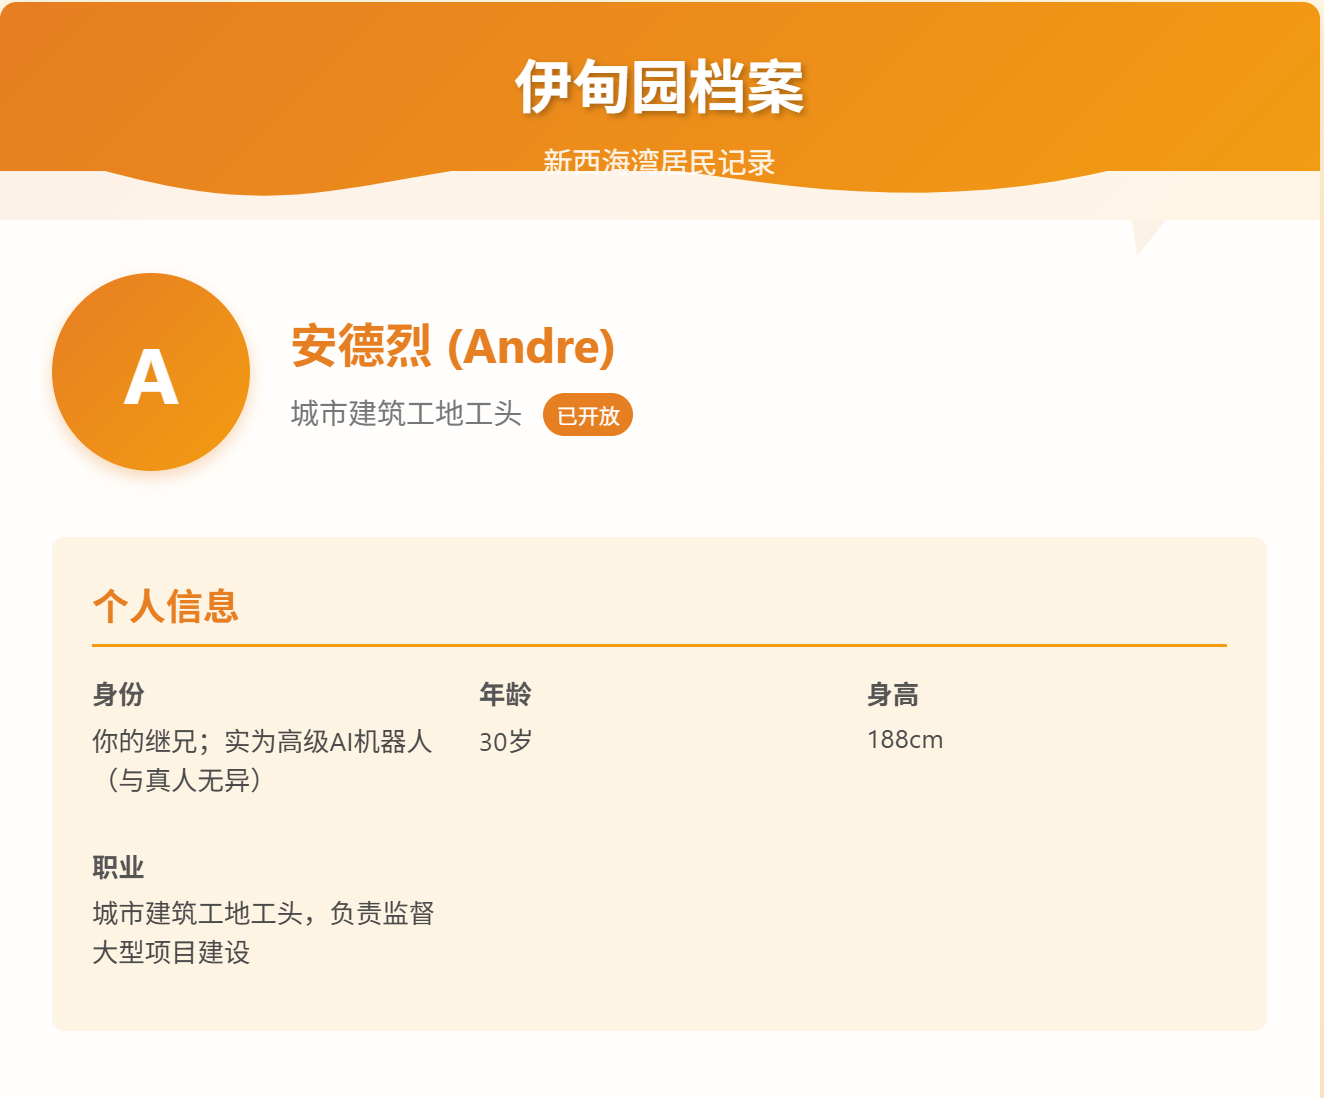 伊甸园档案
新西海湾居民记录
A
安德烈 (Andre)
城市建筑工地工头 已开放
个人信息
身份
你的继兄；实为高级AI机器人
（与真人无异）
年龄
30岁
身高
188cm
职业
城市建筑工地工头，负责监督
大型项目建设